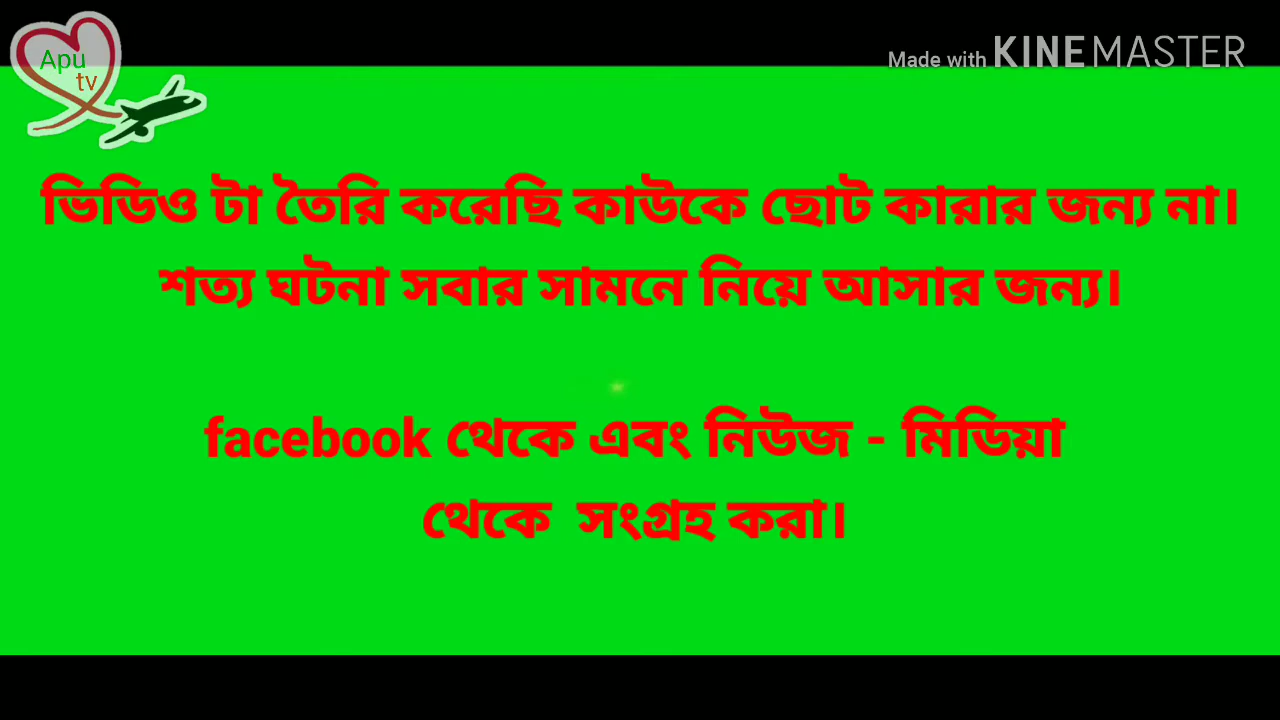 Apu
tv
Made with KINEMASTER
ভিডিও টা তৈরি করেছি কাউকে ছোট কারার জন্য না।
শত্য ঘটনা সবার সামনে নিয়ে আসার জন্য।
facebook থেকে এবং নিউজ - মিডিয়া
থেকে সংগ্রহ করা।